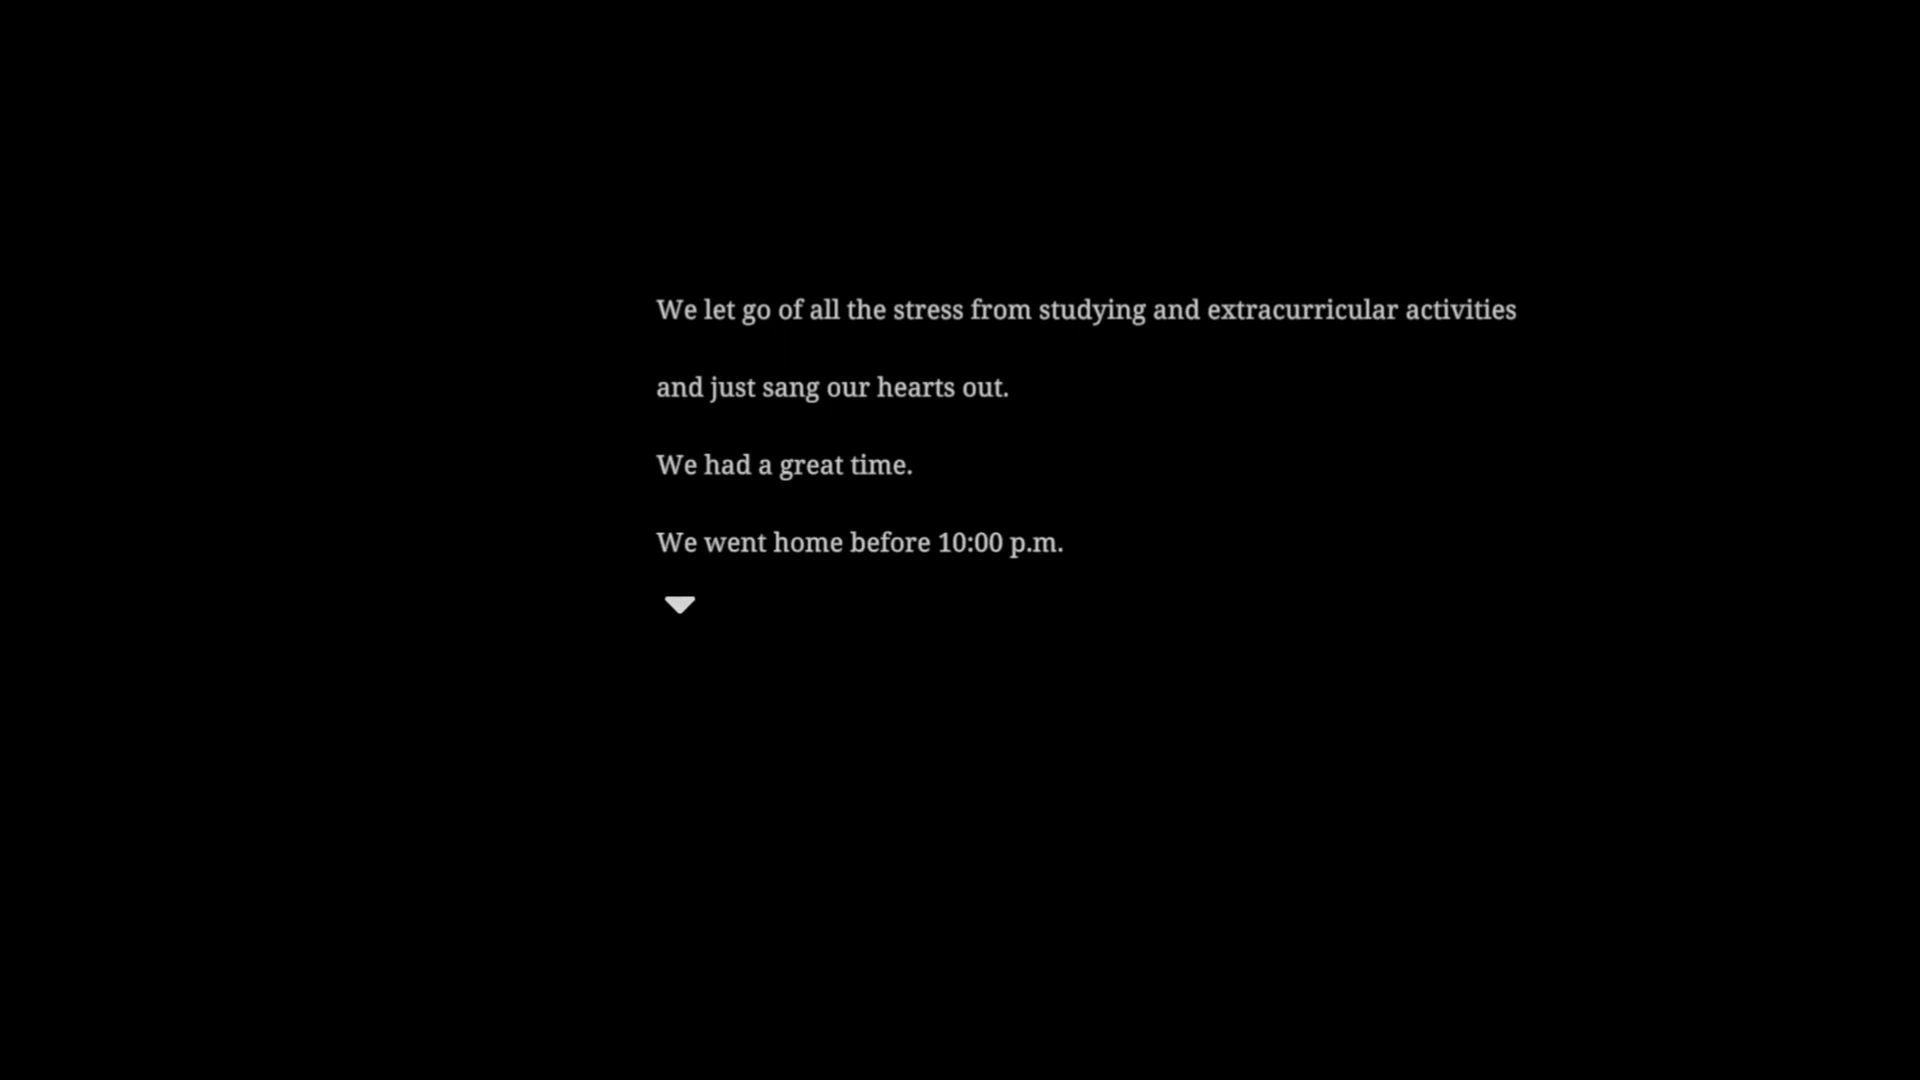 We let go of all the stress from studying and extracurricular activities
and just sang our hearts out.
We had a great time.
We went home before 10:00 p.m.